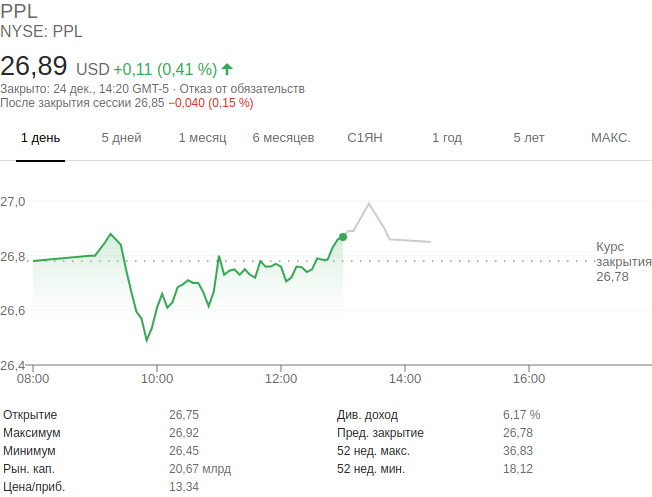 PPL
NYSE: PPL
26,89 USD +0,11 (0,41 %)
Закрыто: 24 дек., 14:20 GMT-5 · Отказ от обязательств
После закрытия сессии 26,85 −0,040 (0,15 %)
1 день 5 дней 1 месяц 6 месяцев С1ЯН 1 год 5 лет МАКС.
27,0
26,8
26,6
26,4
Курс
закрытия
26,78
08:00 10:00 12:00 14:00 16:00
Открытие 26,75 Див. доход 6,17 %
Максимум 26,92 Пред. закрытие 26,78
Минимум 26,45 52 нед. макс. 36,83
Рын. кап. 20,67 млрд 52 нед. мин. 18,12
Цена/приб. 13,34